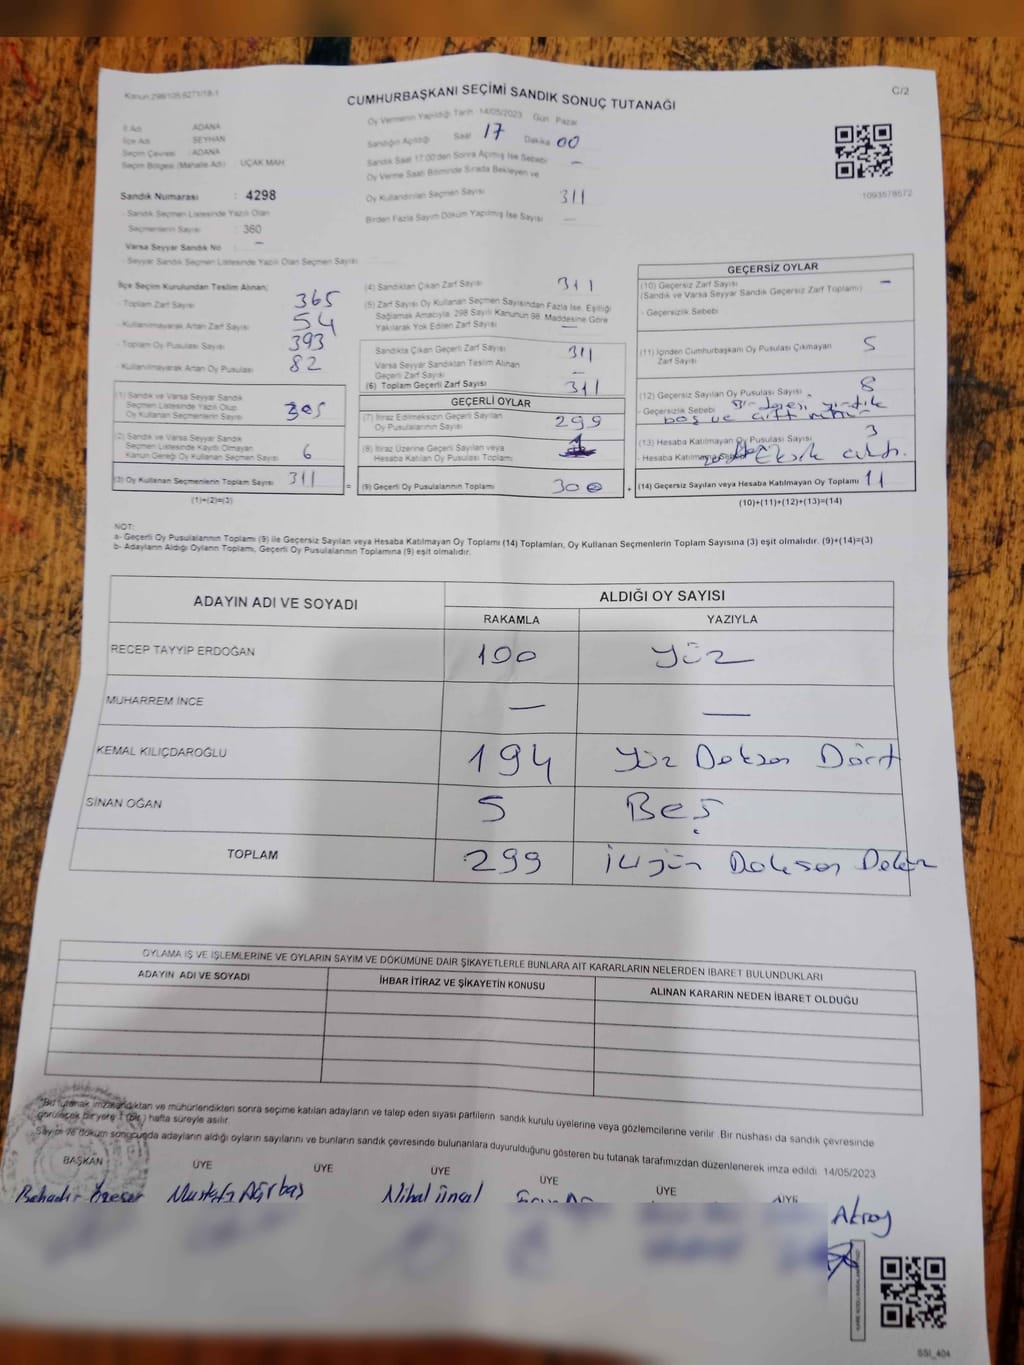 Kanun 298/105,6271/18-1
C/2
CUMHURBAŞKANI SEÇİMİ SANDIK SONUÇ TUTANAĞI
İl Adı ADANA
İlçe Adı SEYHAN
Seçim Çevresi : ADANA
Seçim Bölgesi (Mahalle Adı) : UÇAK MAH
Sandık Numarası : 4298
- Sandık Seçmen Listesinde Yazılı Olan
Seçmenlerin Sayısı : 360
Varsa Seyyar Sandık No —
- Seyyar Sandık Seçmen Listesinde Yazılı Olan Seçmen Sayısı
Oy Vermenin Yapıldığı Tarih 14/05/2023 Gün Pazar
Sandığın Açıldığı Saat 17 Dakika 00
Sandık Saat 17:00'den Sonra Açılmış İse Sebebi —
Oy Verme Saati Bitiminde Sırada Bekleyen ve
Oy Kullandırılan Seçmen Sayısı 311
Birden Fazla Sayım Döküm Yapılmış İse Sayısı —
1093578572
İlçe Seçim Kurulundan Teslim Alınan;
- Toplam Zarf Sayısı 365
- Kullanılmayarak Artan Zarf Sayısı 54
- Toplam Oy Pusulası Sayısı 393
- Kullanılmayarak Artan Oy Pusulası 82
(1) Sandık ve Varsa Seyyar Sandık
Seçmen Listesinde Yazılı Olup
Oy Kullanan Seçmenlerin Sayısı 305
(2) Sandık ve Varsa Seyyar Sandık
Seçmen Listesinde Kayıtlı Olmayan
Kanun Gereği Oy Kullanan Seçmen Sayısı 6
(3) Oy Kullanan Seçmenlerin Toplam Sayısı 311
(1)+(2)=(3)
(4) Sandıktan Çıkan Zarf Sayısı 311
(5) Zarf Sayısı Oy Kullanan Seçmen Sayısından Fazla İse, Eşitliği
Sağlamak Amacıyla, 298 Sayılı Kanunun 98. Maddesine Göre
Yakılarak Yok Edilen Zarf Sayısı —
Sandıkta Çıkan Geçerli Zarf Sayısı 311
Varsa Seyyar Sandıktan Teslim Alınan
Geçerli Zarf Sayısı —
(6) Toplam Geçerli Zarf Sayısı 311
GEÇERLİ OYLAR
(7) İtiraz Edilmeksizin Geçerli Sayılan
Oy Pusulalarının Sayısı 299
(8) İtiraz Üzerine Geçerli Sayılan veya
Hesaba Katılan Oy Pusulası Toplamı 1
= (9) Geçerli Oy Pusulalarının Toplamı 300 +
GEÇERSİZ OYLAR
(10) Geçersiz Zarf Sayısı —
(Sandık ve Varsa Seyyar Sandık Geçersiz Zarf Toplamı)
- Geçersizlik Sebebi
(11) İçinden Cumhurbaşkanı Oy Pusulası Çıkmayan
Zarf Sayısı 5
(12) Geçersiz Sayılan Oy Pusulası Sayısı 8
- Geçersizlik Sebebi
boş ve çift mühür
(13) Hesaba Katılmayan Oy Pusulası Sayısı 3
- Hesaba Katılmama Sebebi Eksik çıktı.
(14) Geçersiz Sayılan veya Hesaba Katılmayan Oy Toplamı 11
(10)+(11)+(12)+(13)=(14)
NOT:
a- Geçerli Oy Pusulalarının Toplamı (9) ile Geçersiz Sayılan veya Hesaba Katılmayan Oy Toplamı (14) Toplamları, Oy Kullanan Seçmenlerin Toplam Sayısına (3) eşit olmalıdır. (9)+(14)=(3)
b- Adayların Aldığı Oyların Toplamı, Geçerli Oy Pusulalarının Toplamına (9) eşit olmalıdır.
ADAYIN ADI VE SOYADI
ALDIĞI OY SAYISI
RAKAMLA YAZIYLA
RECEP TAYYİP ERDOĞAN 100 Yüz
MUHARREM İNCE — —
KEMAL KILIÇDAROĞLU 194 Yüz Doksan Dört
SİNAN OĞAN 5 Beş
TOPLAM 299 İkiyüz Doksan Dokuz
OYLAMA İŞ VE İŞLEMLERİNE VE OYLARIN SAYIM VE DÖKÜMÜNE DAİR ŞİKAYETLERLE BUNLARA AİT KARARLARIN NELERDEN İBARET BULUNDUKLARI
ADAYIN ADI VE SOYADI İHBAR İTİRAZ VE ŞİKAYETİN KONUSU ALINAN KARARIN NEDEN İBARET OLDUĞU
"Bu tutanak imzalandıktan ve mühürlendikten sonra seçime katılan adayların ve talep eden siyasi partilerin sandık kurulu üyelerine veya gözlemcilerine verilir. Bir nüshası da sandık çevresinde
görülecek bir yere 1 (bir) hafta süreyle asılır.
Sayım ve döküm sonucunda adayların aldığı oyların sayılarını ve bunların sandık çevresinde bulunanlara duyurulduğunu gösteren bu tutanak tarafımızdan düzenlenerek imza edildi. 14/05/2023
BAŞKAN ÜYE ÜYE ÜYE ÜYE ÜYE ÜYE
Bahadır Özeser Mustafa Ağırbaş Nihal Ünal
Aksoy
SSI_404